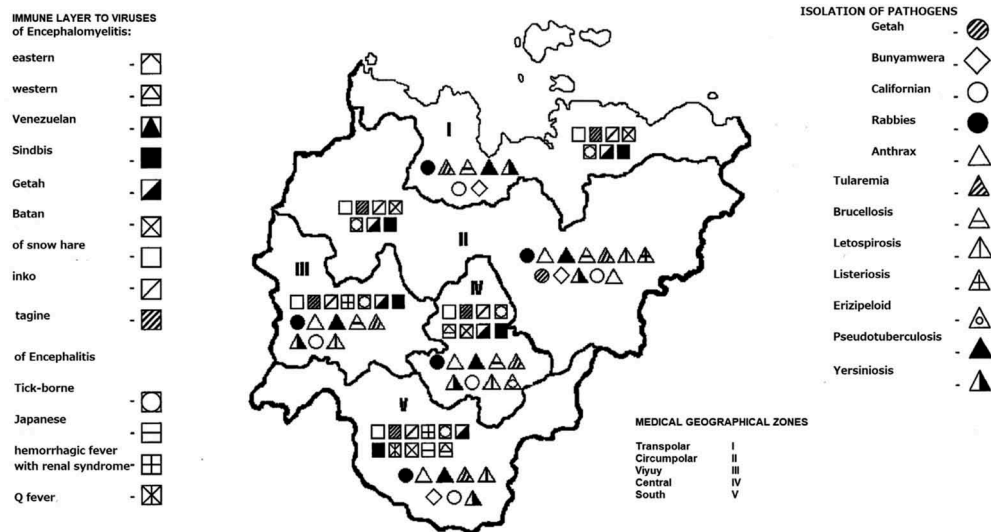 IMMUNE LAYER TO VIRUSES
of Encephalomyelitis:
eastern
western
Venezuelan
Sindbis
Getah
Batan
of snow hare
inko
tagine
of Encephalitis
Tick-borne
Japanese
hemorrhagic fever
with renal syndrome
Q fever
I
II
III
IV
V
ISOLATION OF PATHOGENS
Getah
Bunyamwera
Californian
Rabbies
Anthrax
Tularemia
Brucellosis
Letospirosis
Listeriosis
Erizipeloid
Pseudotuberculosis
Yersiniosis
MEDICAL GEOGRAPHICAL ZONES
Transpolar I
Circumpolar II
Viyuy III
Central IV
South V